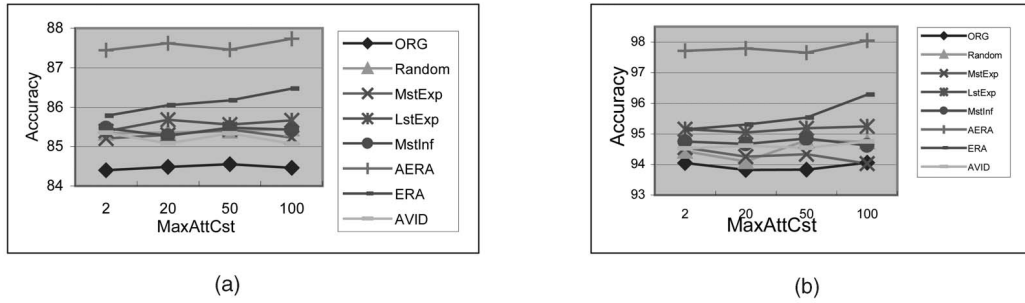 88
87
86
85
84
Accuracy
2 20 50 100
MaxAttCst
ORG
Random
MstExp
LstExp
MstInf
AERA
ERA
AVID
(a)
98
98
96
95
95
94
93
Accuracy
2 20 50 100
MaxAttCst
ORG
Random
MstExp
LstExp
MstInf
AERA
ERA
AVID
(b)